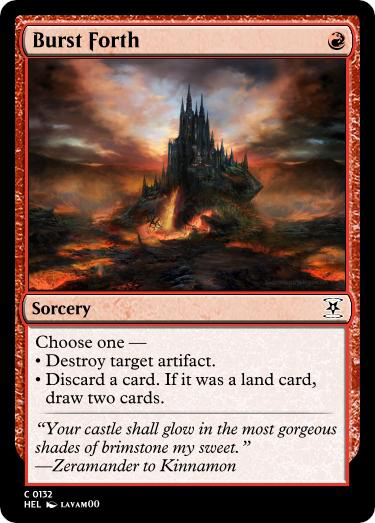 Burst Forth
Sorcery
Choose one —
• Destroy target artifact.
• Discard a card. If it was a land card,
draw two cards.
“Your castle shall glow in the most gorgeous
shades of brimstone my sweet.”
—Zeramander to Kinnamon
C 0132
HEL LAVAM00